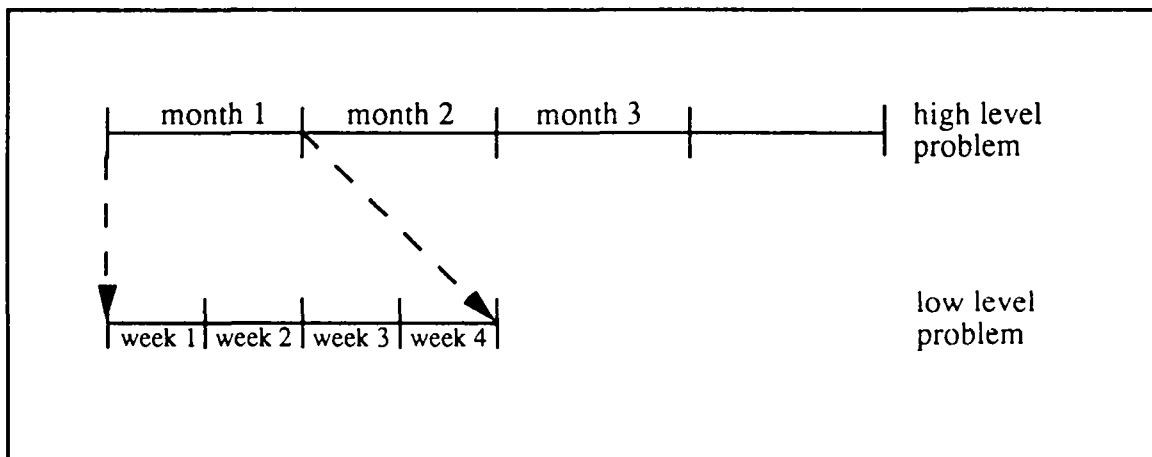 month 1 month 2 month 3 high level
problem
low level
problem
week 1 week 2 week 3 week 4